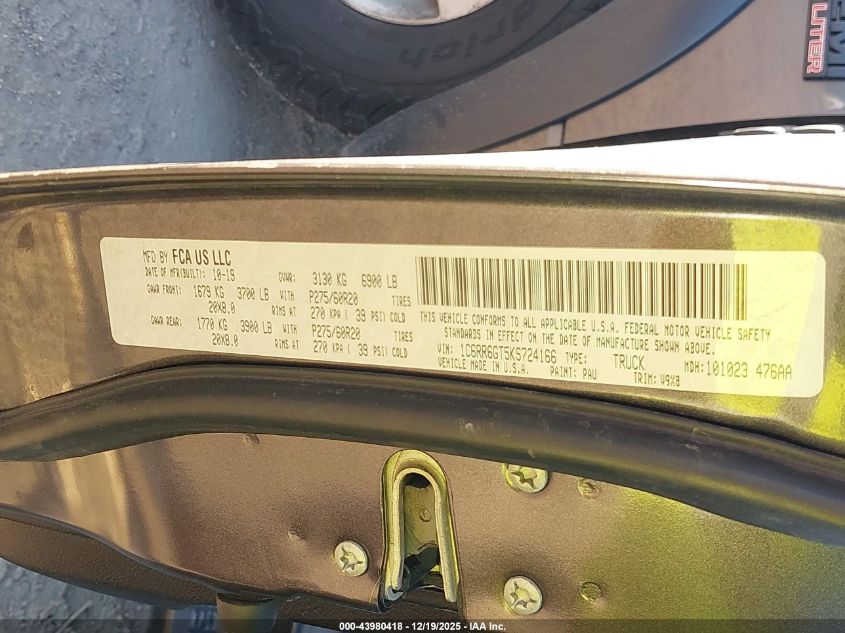 drich
EMI
LITER
MFD BY FCA US LLC
DATE OF MFR(BUILT): 10-19 GVWR: 3130 KG 6900 LB
GAWR FRONT: 1679 KG 3700 LB WITH P275/60R20 TIRES
20X8.0 RIMS AT 270 KPA ( 39 PSI) COLD
GAWR REAR: 1770 KG 3900 LB WITH P275/60R20 TIRES
20X8.0 RIMS AT 270 KPA ( 39 PSI) COLD
THIS VEHICLE CONFORMS TO ALL APPLICABLE U.S.A. FEDERAL MOTOR VEHICLE SAFETY
STANDARDS IN EFFECT ON THE DATE OF MANUFACTURE SHOWN ABOVE.
VIN: 1C6RR6GT5KS724166 TYPE: TRUCK MDH: 101023 476AA
VEHICLE MADE IN U.S.A. PAINT: PAU TRIM: V9X8
000-43980418 - 12/19/2025 - IAA Inc.